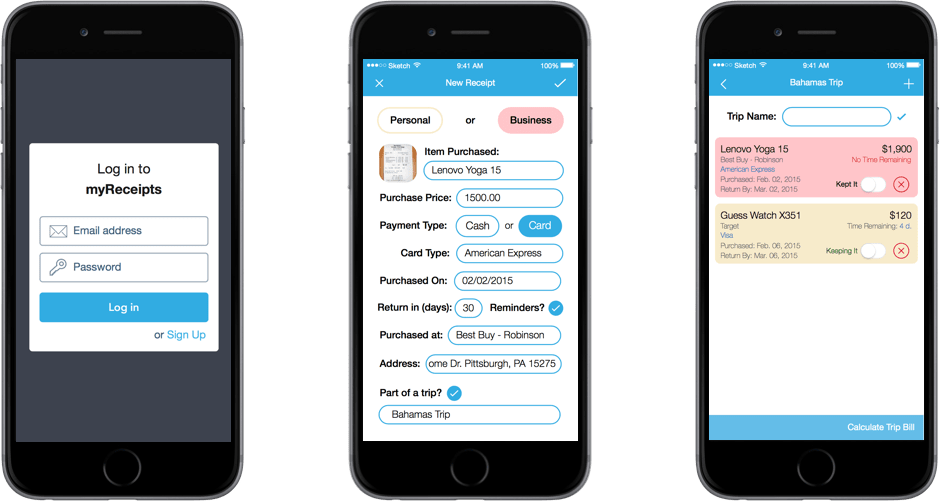 Log in to
myReceipts
Email address
Password
Log in
or Sign Up
Sketch 9:41 AM 100%
New Receipt
Personal or Business
Item Purchased:
Lenovo Yoga 15
Purchase Price: 1500.00
Payment Type: Cash or Card
Card Type: American Express
Purchased On: 02/02/2015
Return in (days): 30 Reminders?
Purchased at: Best Buy - Robinson
Address: ome Dr. Pittsburgh, PA 15275
Part of a trip?
Bahamas Trip
Sketch 9:41 AM 100%
Bahamas Trip
Trip Name:
Lenovo Yoga 15 $1,900
Best Buy - Robinson No Time Remaining
American Express
Purchased: Feb. 02, 2015
Return By: Mar. 02, 2015 Kept It
Guess Watch X351 $120
Target Time Remaining: 4 d.
Visa
Purchased: Feb. 06, 2015
Return By: Mar. 06, 2015 Keeping It
Calculate Trip Bill